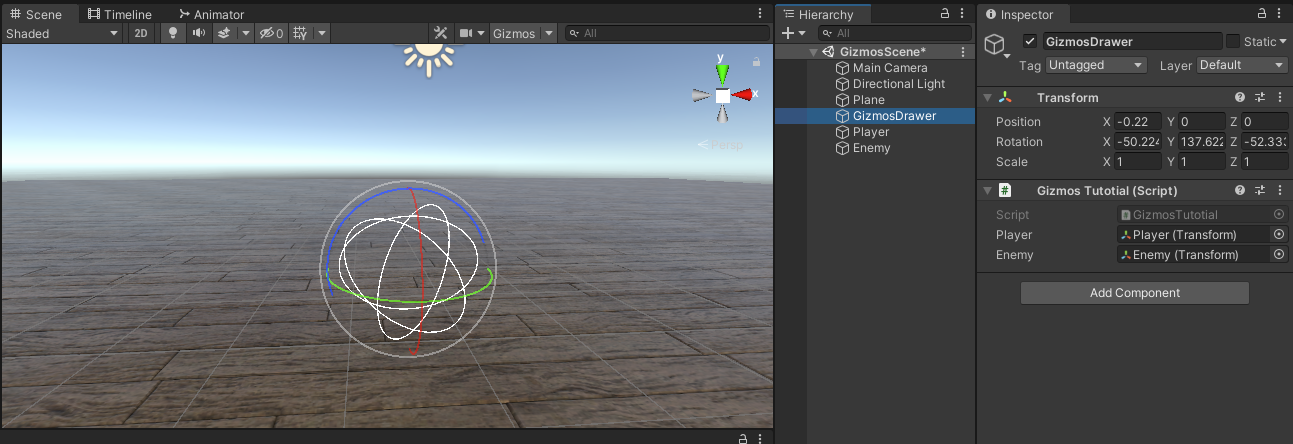 Scene Timeline Animator
Shaded 2D 0 Gizmos All
y
x
Persp
Hierarchy
All
GizmosScene*
Main Camera
Directional Light
Plane
GizmosDrawer
Player
Enemy
Inspector
GizmosDrawer Static
Tag Untagged Layer Default
Transform
Position X -0.22 Y 0 Z 0
Rotation X -50.224 Y 137.622 Z -52.333
Scale X 1 Y 1 Z 1
# Gizmos Tutotial (Script)
Script GizmosTutotial
Player Player (Transform)
Enemy Enemy (Transform)
Add Component